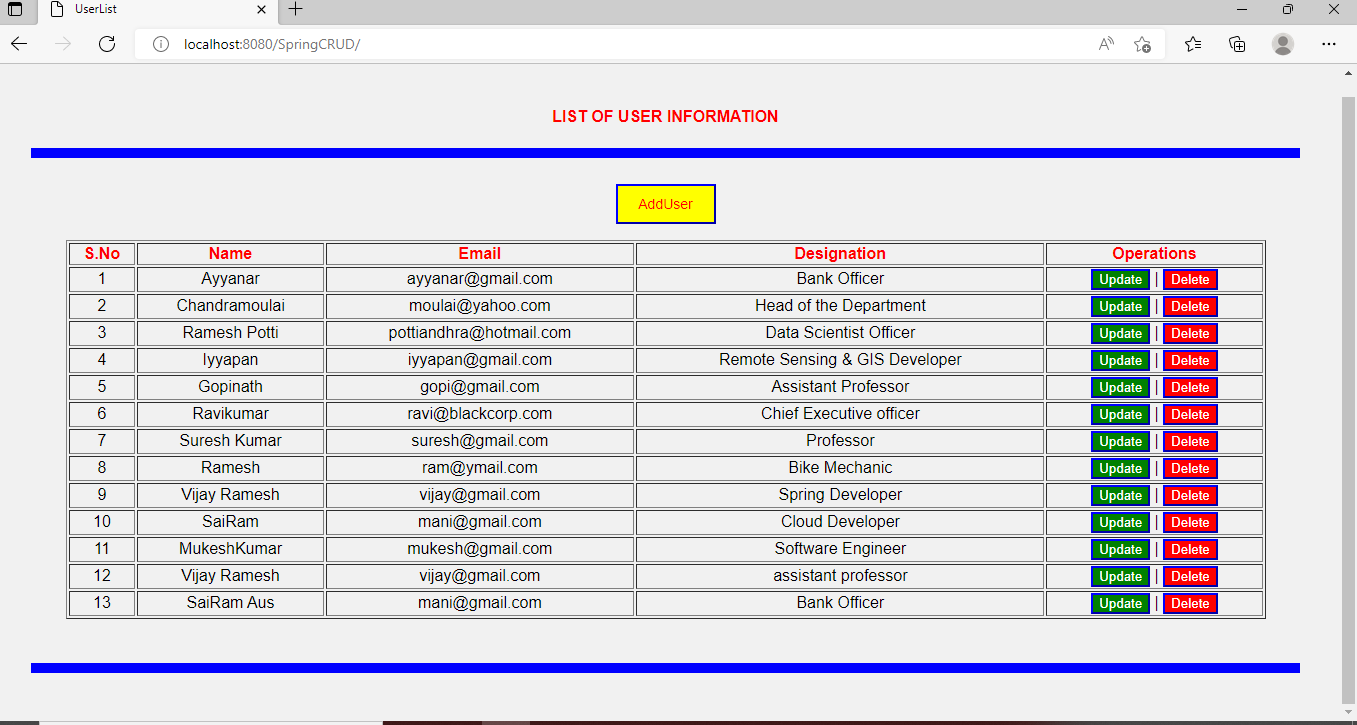 UserList
localhost:8080/SpringCRUD/
LIST OF USER INFORMATION
AddUser
S.No Name Email Designation Operations
1 Ayyanar ayyanar@gmail.com Bank Officer Update | Delete
2 Chandramoulai moulai@yahoo.com Head of the Department Update | Delete
3 Ramesh Potti pottiandhra@hotmail.com Data Scientist Officer Update | Delete
4 Iyyapan iyyapan@gmail.com Remote Sensing & GIS Developer Update | Delete
5 Gopinath gopi@gmail.com Assistant Professor Update | Delete
6 Ravikumar ravi@blackcorp.com Chief Executive officer Update | Delete
7 Suresh Kumar suresh@gmail.com Professor Update | Delete
8 Ramesh ram@ymail.com Bike Mechanic Update | Delete
9 Vijay Ramesh vijay@gmail.com Spring Developer Update | Delete
10 SaiRam mani@gmail.com Cloud Developer Update | Delete
11 MukeshKumar mukesh@gmail.com Software Engineer Update | Delete
12 Vijay Ramesh vijay@gmail.com assistant professor Update | Delete
13 SaiRam Aus mani@gmail.com Bank Officer Update | Delete